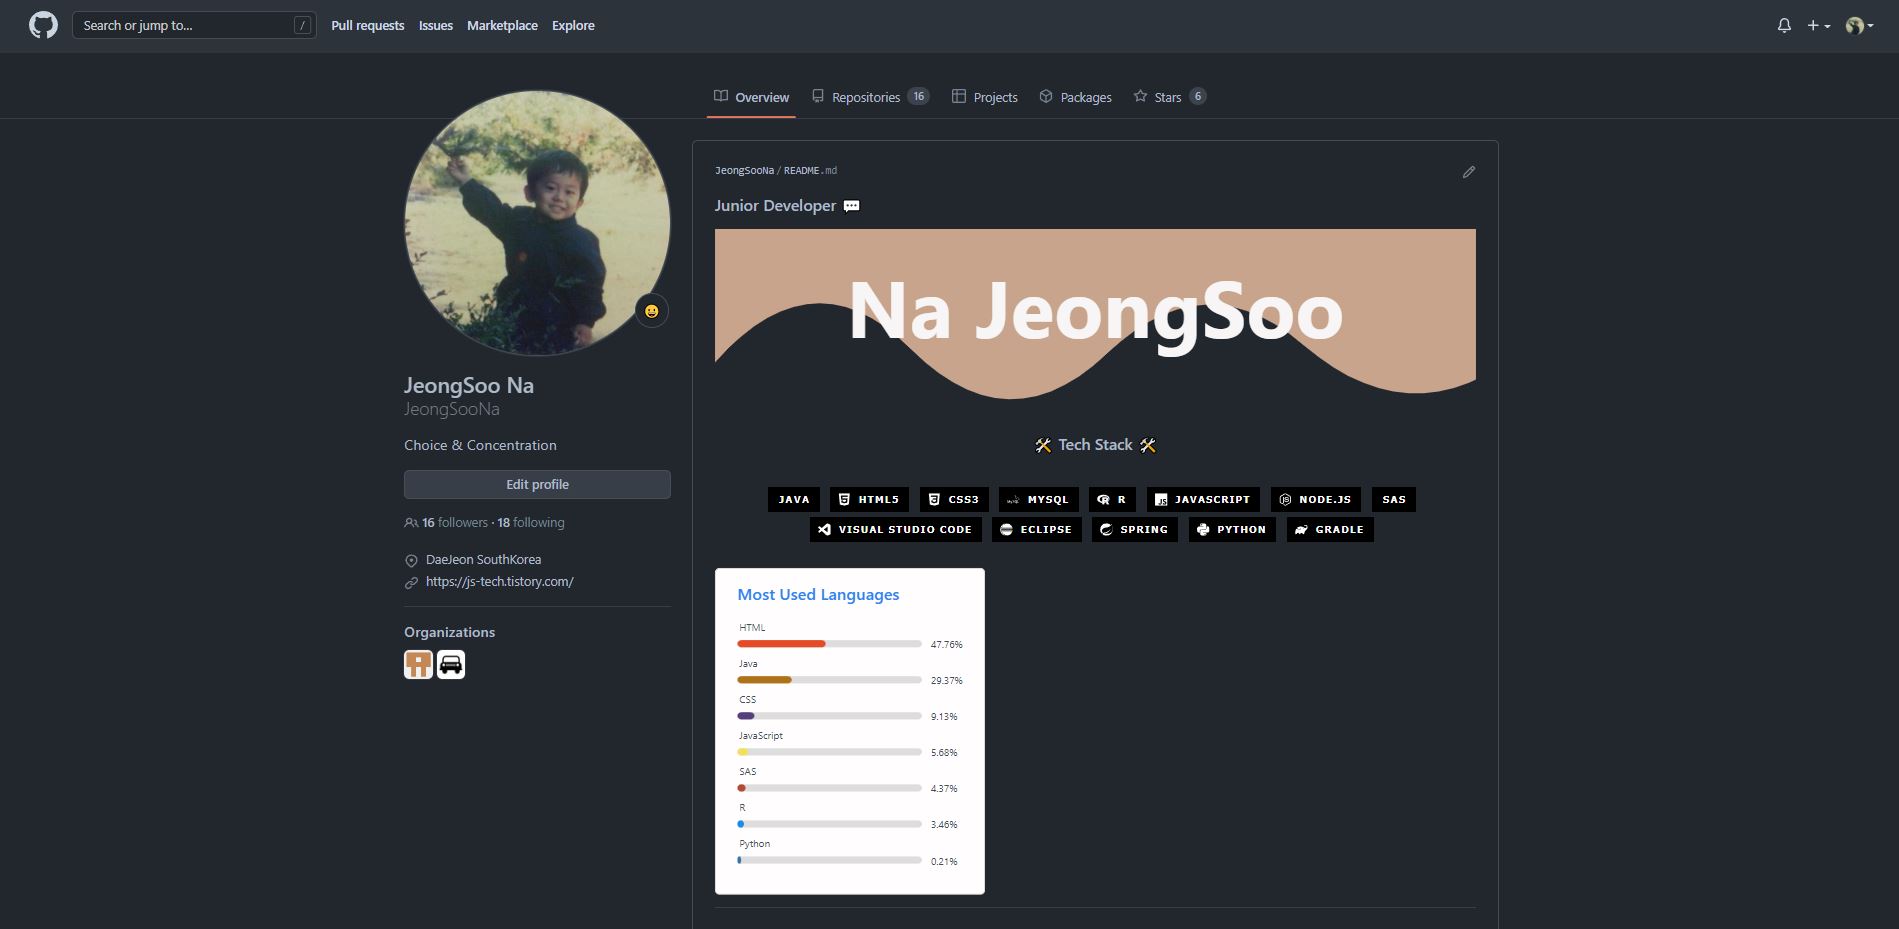 Search or jump to... /
Pull requests Issues Marketplace Explore
Overview Repositories 16 Projects Packages Stars 6
JeongSoo Na
JeongSooNa
Choice & Concentration
Edit profile
16 followers · 18 following
DaeJeon SouthKorea
https://js-tech.tistory.com/
Organizations
JeongSooNa / README.md
Junior Developer
Na JeongSoo
Tech Stack
JAVA HTML5 CSS3 MYSQL R JAVASCRIPT NODE.JS SAS
VISUAL STUDIO CODE ECLIPSE SPRING PYTHON GRADLE
Most Used Languages
HTML
47.76%
Java
29.37%
CSS
9.13%
JavaScript
5.68%
SAS
4.37%
R
3.46%
Python
0.21%